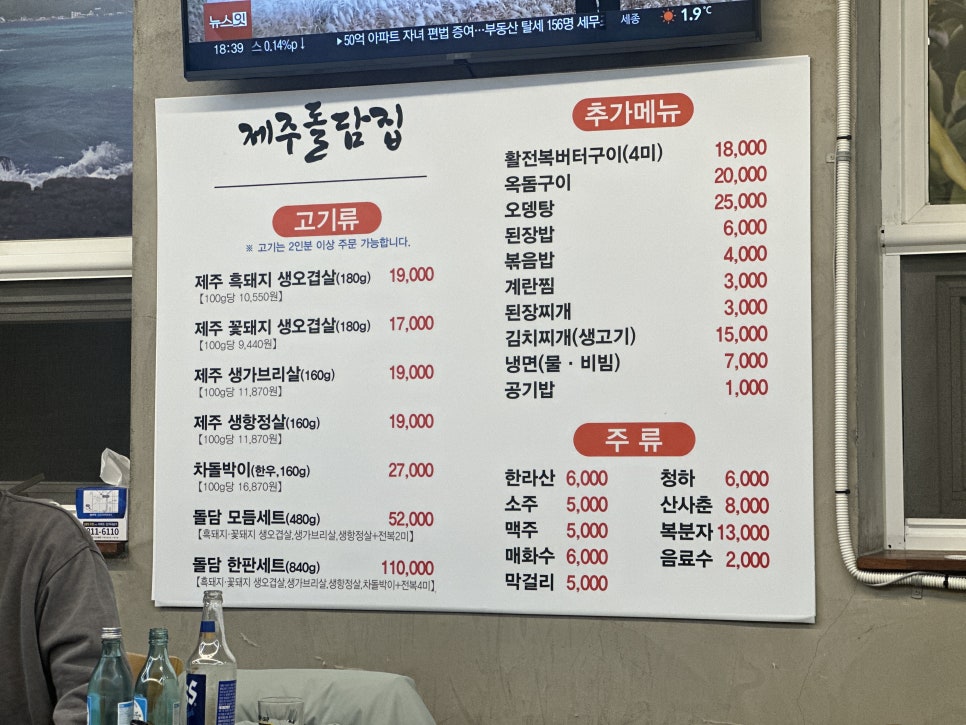 뉴스잇
18:39 스 0.14%p↓ ▶50억 아파트 자녀 편법 증여…부동산 탈세 156명 세무 세종 1.9℃
제주돌담집
고기류
※ 고기는 2인분 이상 주문 가능합니다.
제주 흑돼지 생오겹살(180g) 19,000
【100g당 10,550원】
제주 꽃돼지 생오겹살(180g) 17,000
【100g당 9,440원】
제주 생가브리살(160g) 19,000
【100g당 11,870원】
제주 생항정살(160g) 19,000
【100g당 11,870원】
차돌박이(한우,160g) 27,000
【100g당 16,870원】
돌담 모듬세트(480g) 52,000
【흑돼지·꽃돼지 생오겹살,생가브리살,생항정살+전복2미】
돌담 한판세트(840g) 110,000
【흑돼지·꽃돼지 생오겹살,생가브리살,생항정살,차돌박이+전복4미】
추가메뉴
활전복버터구이(4미) 18,000
옥돔구이 20,000
오뎅탕 25,000
된장밥 6,000
볶음밥 4,000
계란찜 3,000
된장찌개 3,000
김치찌개(생고기) 15,000
냉면(물 · 비빔) 7,000
공기밥 1,000
주 류
한라산 6,000 청하 6,000
소주 5,000 산사춘 8,000
맥주 5,000 복분자 13,000
매화수 6,000 음료수 2,000
막걸리 5,000
811-6110